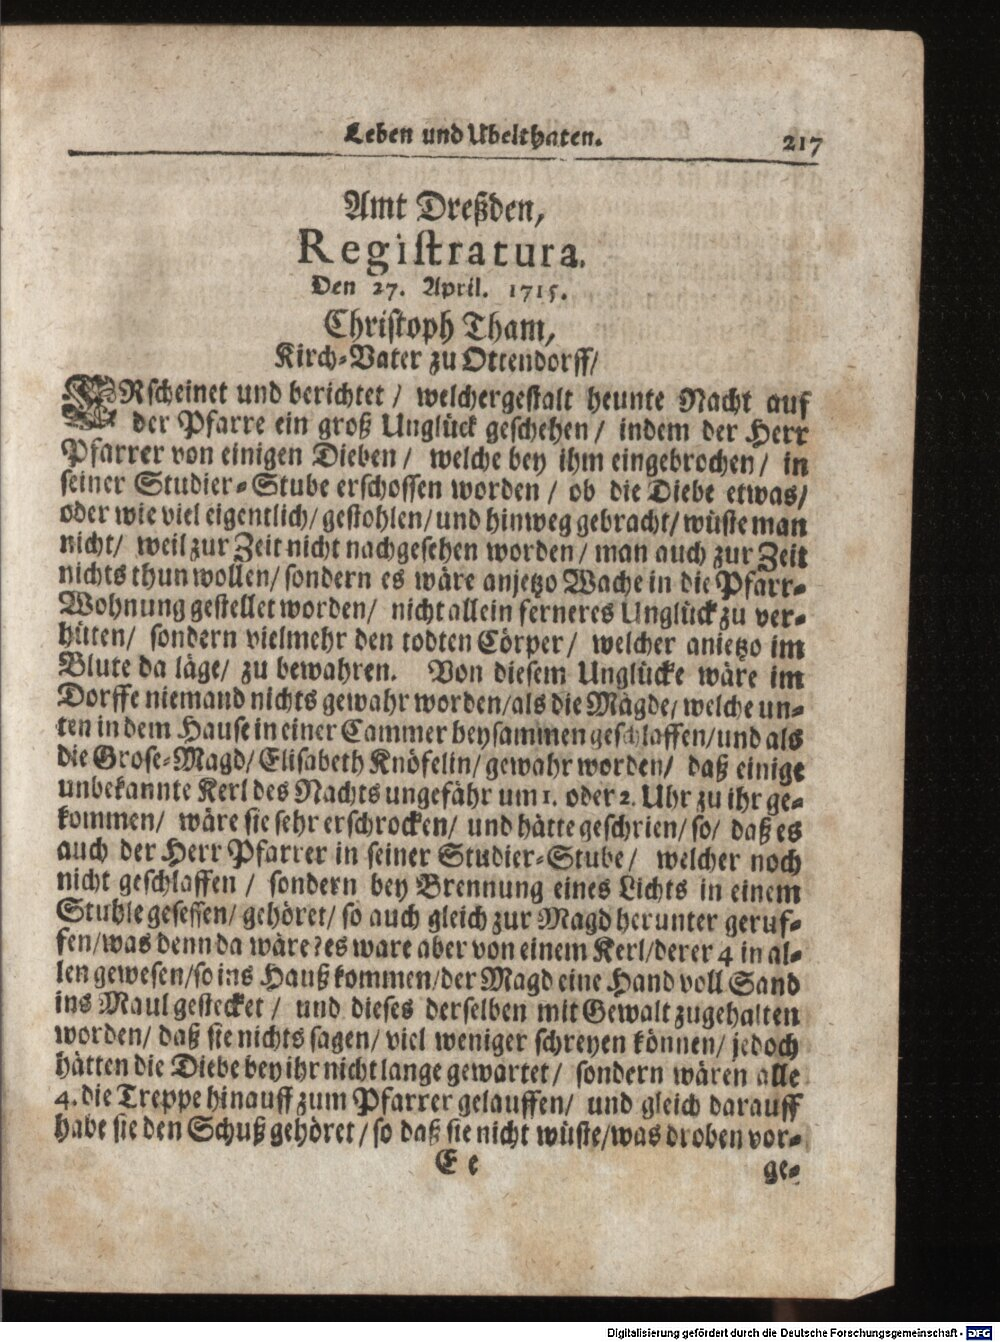 Leben und Ubelthaten. 217
Amt Dreßden,
Registratura.
Den 27. April. 1715.
Christoph Tham,
Kirch-Vater zu Ottendorff/
ERscheinet und berichtet / welchergestalt heunte Nacht auf
der Pfarre ein groß Unglück geschehen / indem der Herr
Pfarrer von einigen Dieben / welche bey ihm eingebrochen / in
seiner Studier-Stube erschossen worden / ob die Diebe etwas/
oder wie viel eigentlich/ gestohlen/ und hinweg gebracht/ wüste man
nicht/ weil zur Zeit nicht nachgesehen worden / man auch zur Zeit
nichts thun wollen/ sondern es wäre anjetzo Wache in die Pfarr-
Wohnung gestellet worden/ nicht allein ferneres Unglück zu ver-
hüten/ sondern vielmehr den todten Cörper/ welcher anietzo im
Blute da läge/ zu bewahren. Von diesem Unglücke wäre im
Dorffe niemand nichts gewahr worden/als die Mägde/ welche un-
ten in dem Hause in einer Cammer beysammen geschlaffen/und als
die Grose-Magd/ Elisabeth Knöfelin/ gewahr worden/ daß einige
unbekannte Kerl des Nachts ungefähr um 1. oder 2. Uhr zu ihr ge-
kommen/ wäre sie sehr erschrocken/ und hätte geschrien/ so/ daß es
auch der Herr Pfarrer in seiner Studier-Stube/ welcher noch
nicht geschlaffen / sondern bey Brennung eines Lichts in einem
Stuhle gesessen/ gehöret/ so auch gleich zur Magd herunter geruf-
fen/was denn da wäre? es ware aber von einem Kerl/derer 4 in al-
len gewesen/so ins Hauß kommen/der Magd eine Hand voll Sand
ins Maul gestecket / und dieses derselben mit Gewalt zugehalten
worden/ daß sie nichts sagen/ viel weniger schreyen können/ jedoch
hätten die Diebe bey ihr nicht lange gewartet/ sondern wären alle
4. die Treppe hinauff zum Pfarrer gelauffen/ und gleich darauff
habe sie den Schuß gehöret/ so daß sie nicht wüste/was droben vor-
E e ge-
Digitalisierung gefördert durch die Deutsche Forschungsgemeinschaft - DFG